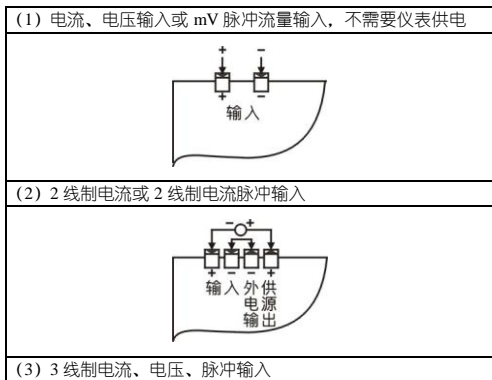 (1) 电流、电压输入或 mV 脉冲流量输入，不需要仪表供电
+ −
+ −
输入
(2) 2 线制电流或 2 线制电流脉冲输入
− +
+ − − +
输入 外供
电源
输出
(3) 3 线制电流、电压、脉冲输入